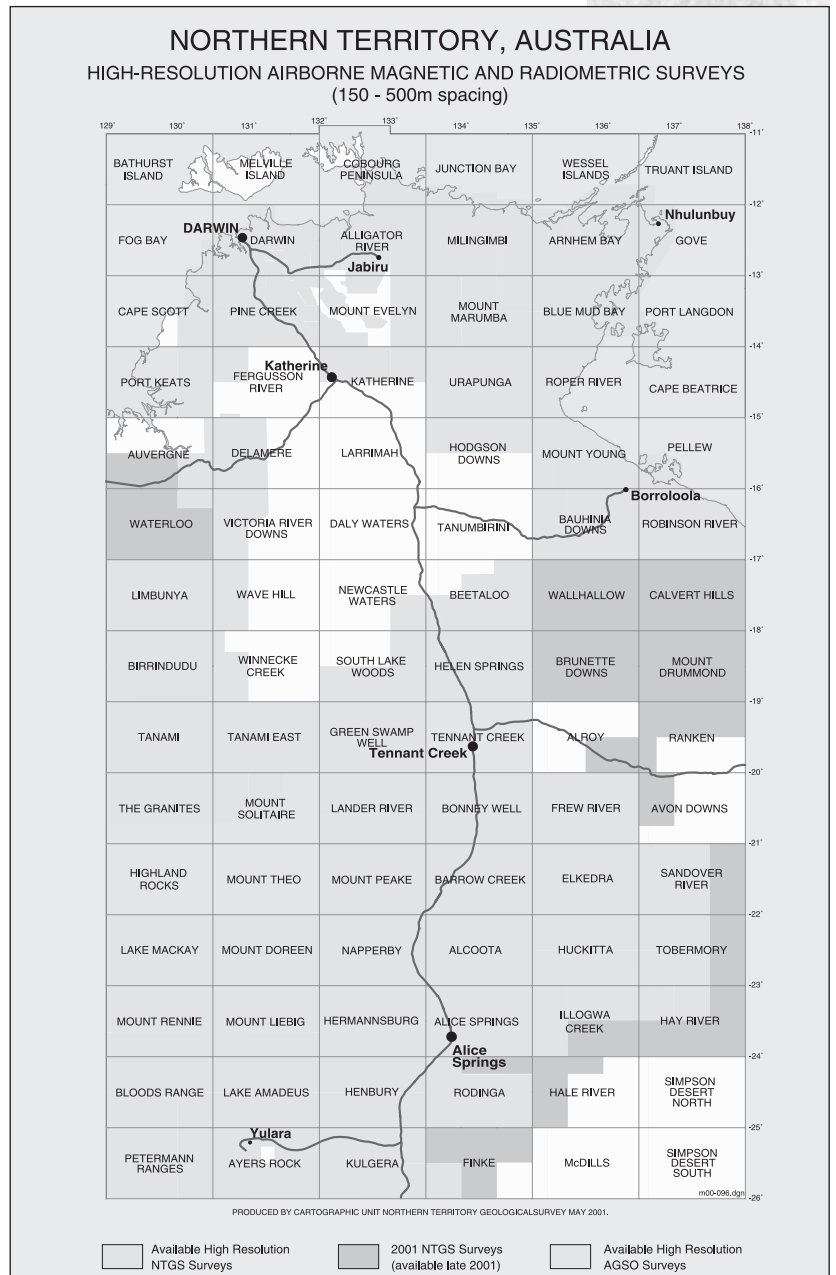 NORTHERN TERRITORY, AUSTRALIA
HIGH-RESOLUTION AIRBORNE MAGNETIC AND RADIOMETRIC SURVEYS
(150 - 500m spacing)
129° 130° 131° 132° 133° 134° 135° 136° 137° 138°
-11°
BATHURST
ISLAND
MELVILLE
ISLAND
COBOURG
PENINSULA
JUNCTION BAY
WESSEL
ISLANDS
TRUANT ISLAND
-12°
FOG BAY
DARWIN
DARWIN
ALLIGATOR
RIVER
Jabiru
MILINGIMBI
ARNHEM BAY
Nhulunbuy
GOVE
-13°
CAPE SCOTT
PINE CREEK
MOUNT EVELYN
MOUNT
MARUMBA
BLUE MUD BAY
PORT LANGDON
-14°
PORT KEATS
FERGUSSON
RIVER
Katherine
KATHERINE
URAPUNGA
ROPER RIVER
CAPE BEATRICE
-15°
AUVERGNE
DELAMERE
LARRIMAH
HODGSON
DOWNS
MOUNT YOUNG
PELLEW
-16°
Borroloola
WATERLOO
VICTORIA RIVER
DOWNS
DALY WATERS
TANUMBIRINI
BAUHINIA
DOWNS
ROBINSON RIVER
-17°
LIMBUNYA
WAVE HILL
NEWCASTLE
WATERS
BEETALOO
WALLHALLOW
CALVERT HILLS
-18°
BIRRINDUDU
WINNECKE
CREEK
SOUTH LAKE
WOODS
HELEN SPRINGS
BRUNETTE
DOWNS
MOUNT
DRUMMOND
-19°
TANAMI
TANAMI EAST
GREEN SWAMP
WELL
TENNANT CREEK
Tennant Creek
ALROY
RANKEN
-20°
THE GRANITES
MOUNT
SOLITAIRE
LANDER RIVER
BONNEY WELL
FREW RIVER
AVON DOWNS
-21°
HIGHLAND
ROCKS
MOUNT THEO
MOUNT PEAKE
BARROW CREEK
ELKEDRA
SANDOVER
RIVER
-22°
LAKE MACKAY
MOUNT DOREEN
NAPPERBY
ALCOOTA
HUCKITTA
TOBERMORY
-23°
MOUNT RENNIE
MOUNT LIEBIG
HERMANNSBURG
ALICE SPRINGS
Alice
Springs
ILLOGWA
CREEK
HAY RIVER
-24°
BLOODS RANGE
LAKE AMADEUS
HENBURY
RODINGA
HALE RIVER
SIMPSON
DESERT
NORTH
-25°
PETERMANN
RANGES
Yulara
AYERS ROCK
KULGERA
FINKE
McDILLS
SIMPSON
DESERT
SOUTH
m00-096.dgn
-26°
PRODUCED BY CARTOGRAPHIC UNIT NORTHERN TERRITORY GEOLOGICALSURVEY MAY 2001.
Available High Resolution
NTGS Surveys
2001 NTGS Surveys
(available late 2001)
Available High Resolution
AGSO Surveys